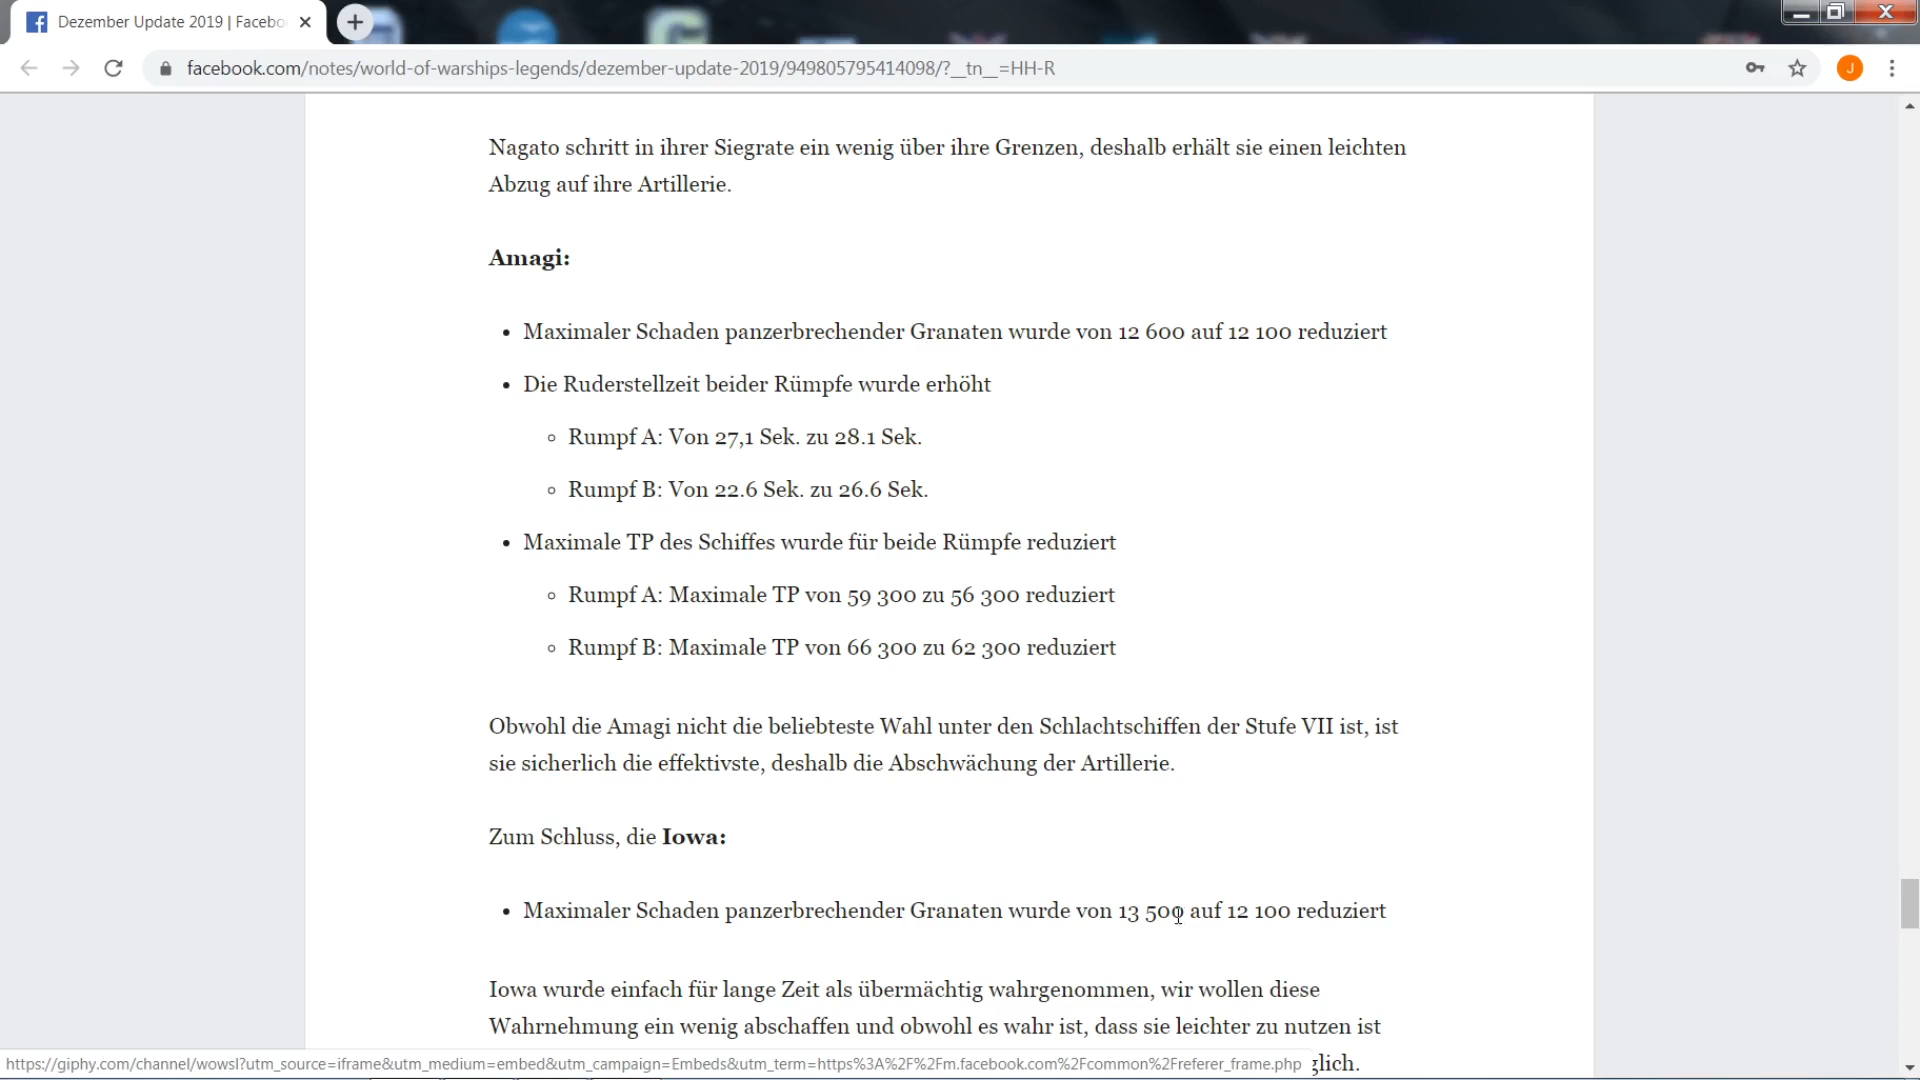 Dezember Update 2019 | Facebo
facebook.com/notes/world-of-warships-legends/dezember-update-2019/949805795414098/?__tn__=HH-R
J
Nagato schritt in ihrer Siegrate ein wenig über ihre Grenzen, deshalb erhält sie einen leichten
Abzug auf ihre Artillerie.
Amagi:
• Maximaler Schaden panzerbrechender Granaten wurde von 12 600 auf 12 100 reduziert
• Die Ruderstellzeit beider Rümpfe wurde erhöht
◦ Rumpf A: Von 27,1 Sek. zu 28.1 Sek.
◦ Rumpf B: Von 22.6 Sek. zu 26.6 Sek.
• Maximale TP des Schiffes wurde für beide Rümpfe reduziert
◦ Rumpf A: Maximale TP von 59 300 zu 56 300 reduziert
◦ Rumpf B: Maximale TP von 66 300 zu 62 300 reduziert
Obwohl die Amagi nicht die beliebteste Wahl unter den Schlachtschiffen der Stufe VII ist, ist
sie sicherlich die effektivste, deshalb die Abschwächung der Artillerie.
Zum Schluss, die Iowa:
• Maximaler Schaden panzerbrechender Granaten wurde von 13 500 auf 12 100 reduziert
Iowa wurde einfach für lange Zeit als übermächtig wahrgenommen, wir wollen diese
Wahrnehmung ein wenig abschaffen und obwohl es wahr ist, dass sie leichter zu nutzen ist
https://giphy.com/channel/wowsl?utm_source=iframe&utm_medium=embed&utm_campaign=Embeds&utm_term=https%3A%2F%2Fm.facebook.com%2Fcommon%2Freferer_frame.php glich.